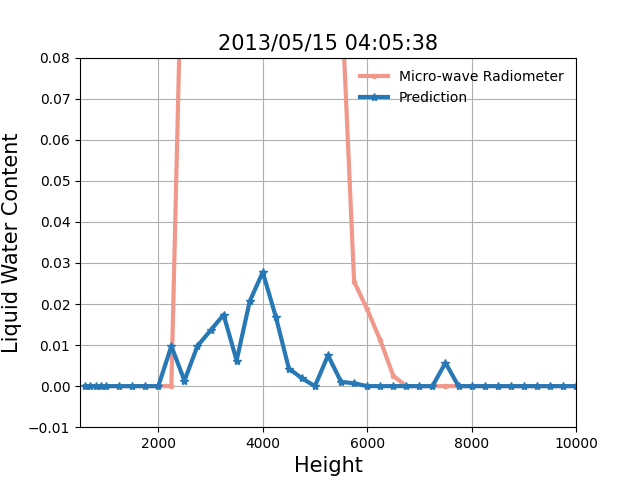 2013/05/15 04:05:38
Liquid Water Content
0.08
0.07
0.06
0.05
0.04
0.03
0.02
0.01
0.00
−0.01
Micro-wave Radiometer
Prediction
2000 4000 6000 8000 10000
Height